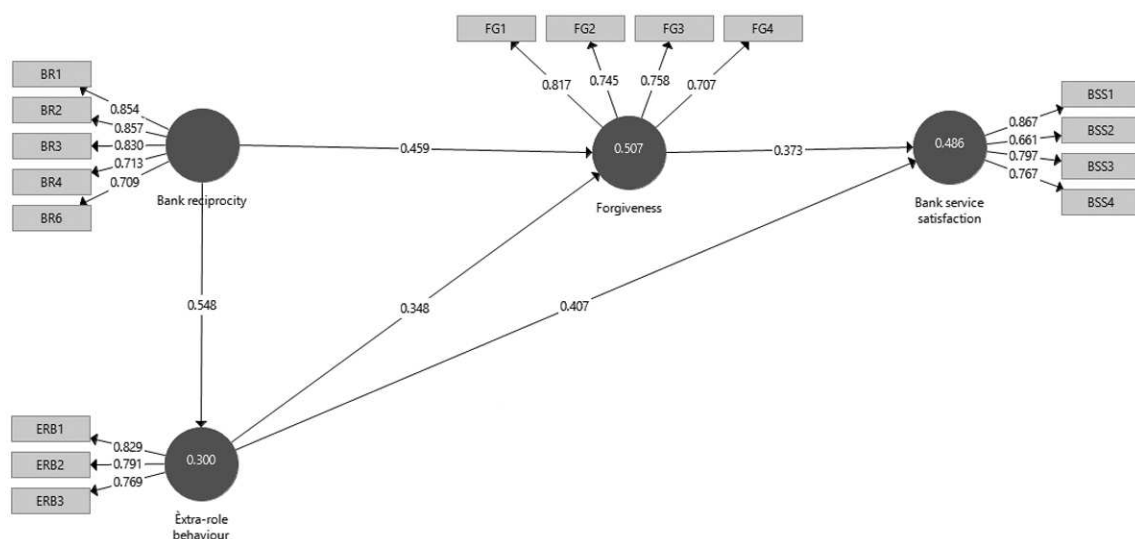 FG1
FG2
FG3
FG4
0.817
0.745
0.758
0.707
BR1
BR2
BR3
BR4
BR6
0.854
0.857
0.830
0.713
0.709
Bank reciprocity
0.459
0.507
Forgiveness
0.373
0.486
Bank service
satisfaction
BSS1
BSS2
BSS3
BSS4
0.867
0.661
0.797
0.767
0.548
0.348
0.407
ERB1
ERB2
ERB3
0.829
0.791
0.769
0.300
Èxtra-role
behaviour